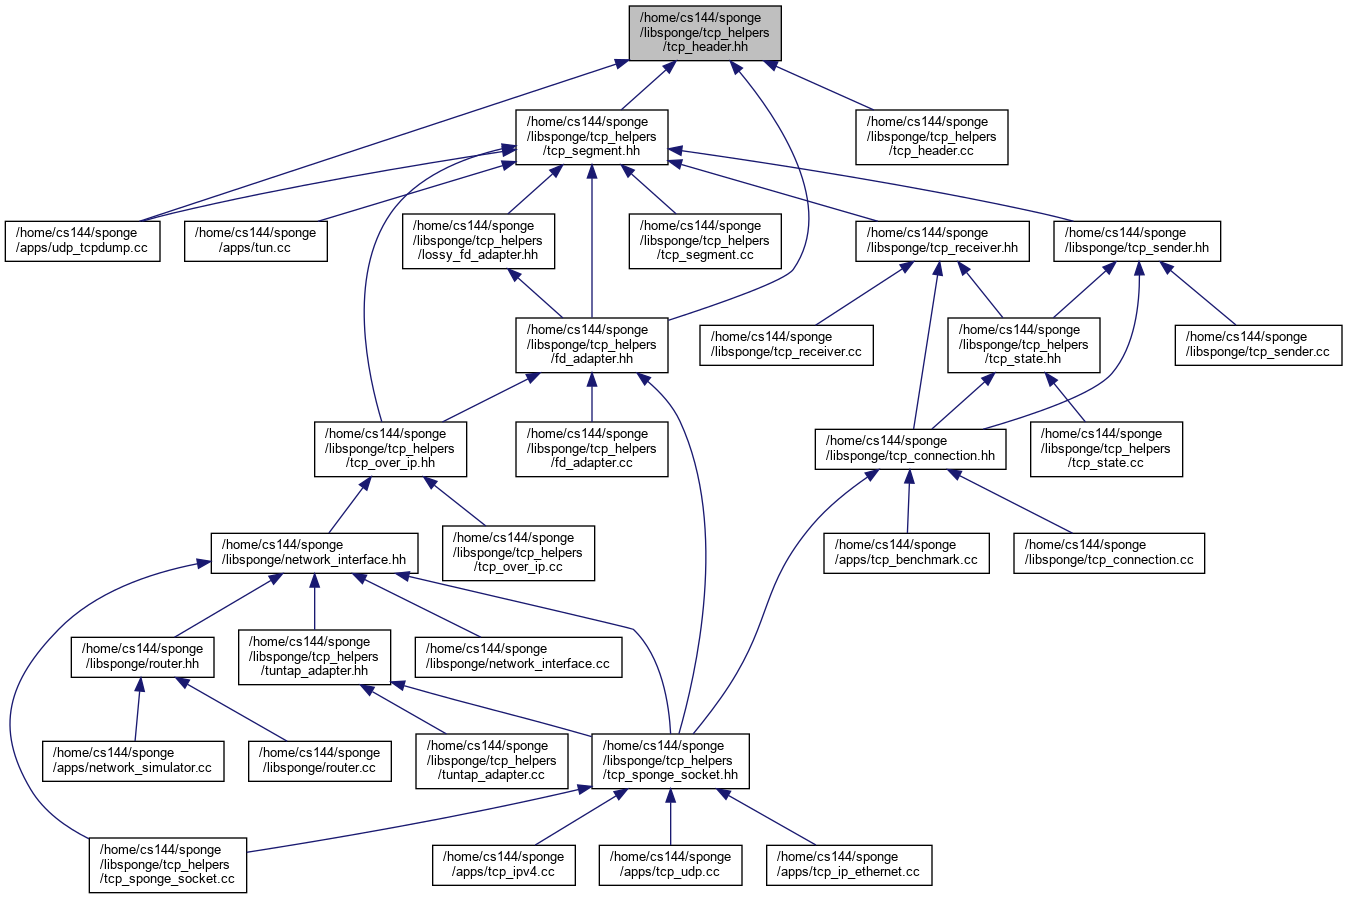 /home/cs144/sponge
/libsponge/tcp_helpers
/tcp_header.hh
/home/cs144/sponge
/libsponge/tcp_helpers
/tcp_segment.hh
/home/cs144/sponge
/libsponge/tcp_helpers
/tcp_header.cc
/home/cs144/sponge
/apps/udp_tcpdump.cc
/home/cs144/sponge
/apps/tun.cc
/home/cs144/sponge
/libsponge/tcp_helpers
/lossy_fd_adapter.hh
/home/cs144/sponge
/libsponge/tcp_helpers
/tcp_segment.cc
/home/cs144/sponge
/libsponge/tcp_receiver.hh
/home/cs144/sponge
/libsponge/tcp_sender.hh
/home/cs144/sponge
/libsponge/tcp_helpers
/fd_adapter.hh
/home/cs144/sponge
/libsponge/tcp_receiver.cc
/home/cs144/sponge
/libsponge/tcp_helpers
/tcp_state.hh
/home/cs144/sponge
/libsponge/tcp_sender.cc
/home/cs144/sponge
/libsponge/tcp_helpers
/tcp_over_ip.hh
/home/cs144/sponge
/libsponge/tcp_helpers
/fd_adapter.cc
/home/cs144/sponge
/libsponge/tcp_connection.hh
/home/cs144/sponge
/libsponge/tcp_helpers
/tcp_state.cc
/home/cs144/sponge
/libsponge/network_interface.hh
/home/cs144/sponge
/libsponge/tcp_helpers
/tcp_over_ip.cc
/home/cs144/sponge
/apps/tcp_benchmark.cc
/home/cs144/sponge
/libsponge/tcp_connection.cc
/home/cs144/sponge
/libsponge/router.hh
/home/cs144/sponge
/libsponge/tcp_helpers
/tuntap_adapter.hh
/home/cs144/sponge
/libsponge/network_interface.cc
/home/cs144/sponge
/apps/network_simulator.cc
/home/cs144/sponge
/libsponge/router.cc
/home/cs144/sponge
/libsponge/tcp_helpers
/tuntap_adapter.cc
/home/cs144/sponge
/libsponge/tcp_helpers
/tcp_sponge_socket.hh
/home/cs144/sponge
/libsponge/tcp_helpers
/tcp_sponge_socket.cc
/home/cs144/sponge
/apps/tcp_ipv4.cc
/home/cs144/sponge
/apps/tcp_udp.cc
/home/cs144/sponge
/apps/tcp_ip_ethernet.cc